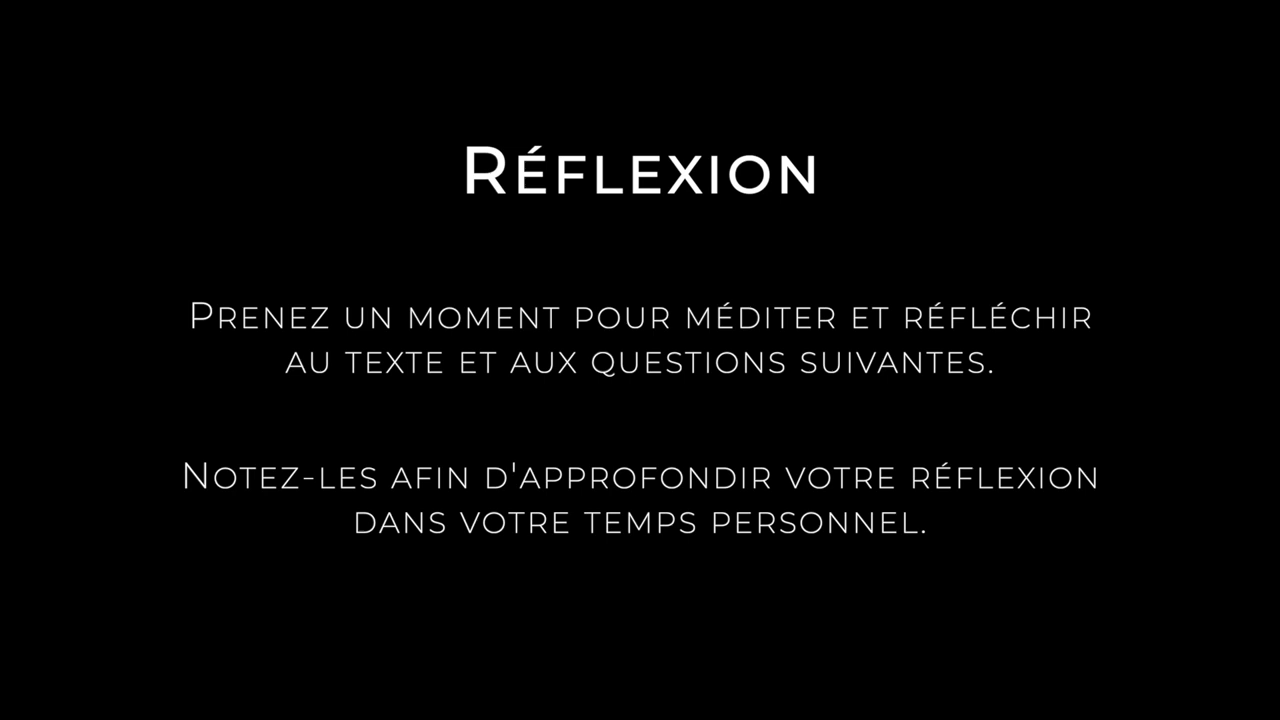 Réflexion
Prenez un moment pour méditer et réfléchir
au texte et aux questions suivantes.
Notez-les afin d'approfondir votre réflexion
dans votre temps personnel.